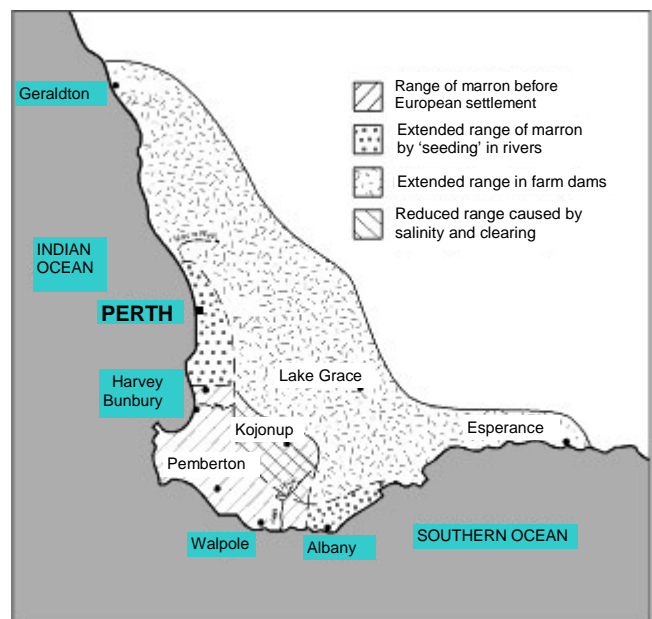 Geraldton
Range of marron before
European settlement
Extended range of marron
by ‘seeding’ in rivers
Extended range in farm dams
Reduced range caused by
salinity and clearing
INDIAN
OCEAN
PERTH
Harvey
Bunbury
Lake Grace
Kojonup
Esperance
Pemberton
Walpole
Albany
SOUTHERN OCEAN